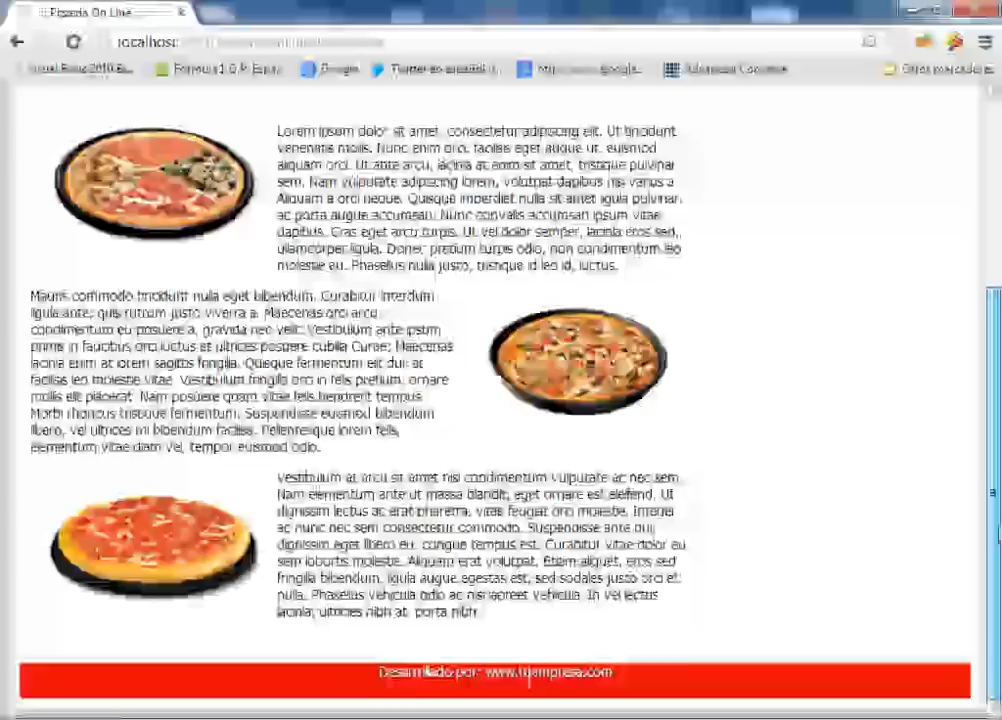 Pizzeria On Line
localhost
Formula 1 G.P.
Google
Twitter en español
Advanced
Otros marcadores
Lorem ipsum dolor sit amet, consectetur adipiscing elit. Ut tincidunt
venenatis mollis. Nunc enim orci, facilisis eget augue ut, euismod
aliquam orci. Ut ante arcu, lacinia at enim sit amet, tristique pulvinar
sem. Nam vulputate adipiscing lorem, volutpat dapibus nisi varius a.
Aliquam a orci neque. Quisque imperdiet nulla sit amet ligula pulvinar,
ac porta augue accumsan. Nunc convallis accumsan ipsum vitae
dapibus. Cras eget arcu turpis. Ut vel dolor semper, lacinia eros sed,
ullamcorper ligula. Donec pretium turpis odio, non condimentum leo
molestie eu. Phasellus nulla justo, tristique id leo id, luctus.
Mauris commodo tincidunt nulla eget bibendum. Curabitur interdum
ligula ante, quis rutrum justo viverra a. Maecenas orci arcu,
condimentum eu posuere a, gravida nec velit. Vestibulum ante ipsum
primis in faucibus orci luctus et ultrices posuere cubilia Curae; Maecenas
lacinia enim at lorem sagittis fringilla. Quisque fermentum elit dui, at
facilisis leo molestie vitae. Vestibulum fringilla orci in felis pretium, ornare
mollis elit placerat. Nam posuere quam vitae felis hendrerit tempus.
Morbi rhoncus tristique fermentum. Suspendisse euismod bibendum
libero, vel ultrices mi bibendum facilisis. Pellentesque lorem felis,
elementum vitae diam vel, tempor euismod odio.
Vestibulum at arcu sit amet nisl condimentum vulputate ac nec sem.
Nam elementum ante ut massa blandit, eget ornare est eleifend. Ut
dignissim lectus ac erat pharetra, vitae feugiat orci molestie. Integer
ac nunc nec sem consectetur commodo. Suspendisse ante dui,
dignissim eget libero eu, congue tempus est. Curabitur vitae dolor eu
sem lobortis molestie. Aliquam erat volutpat. Etiam aliquet, eros sed
fringilla bibendum, ligula augue egestas est, sed sodales justo orci et
nulla. Phasellus vehicula odio ac nisi laoreet vehicula. In vel lectus
lacinia, ultricies nibh at, porta nibh.
Desarrollado por: www.tuempresa.com